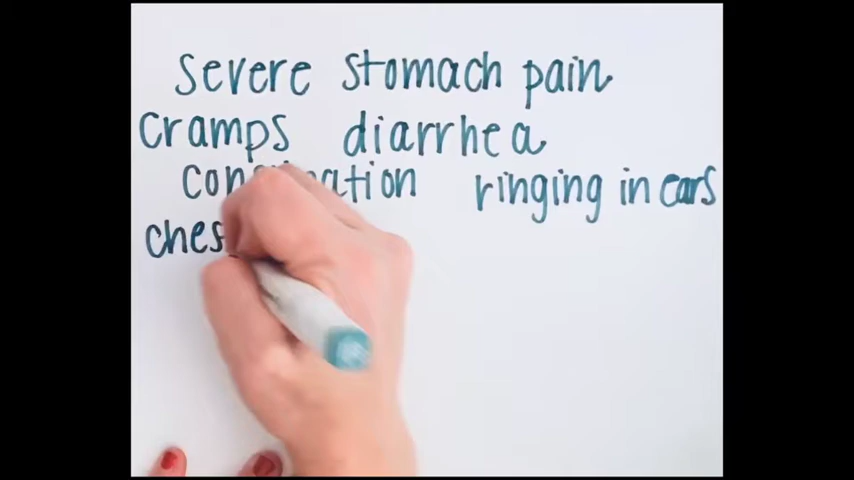 severe stomach pain
cramps diarrhea
ringing in ears